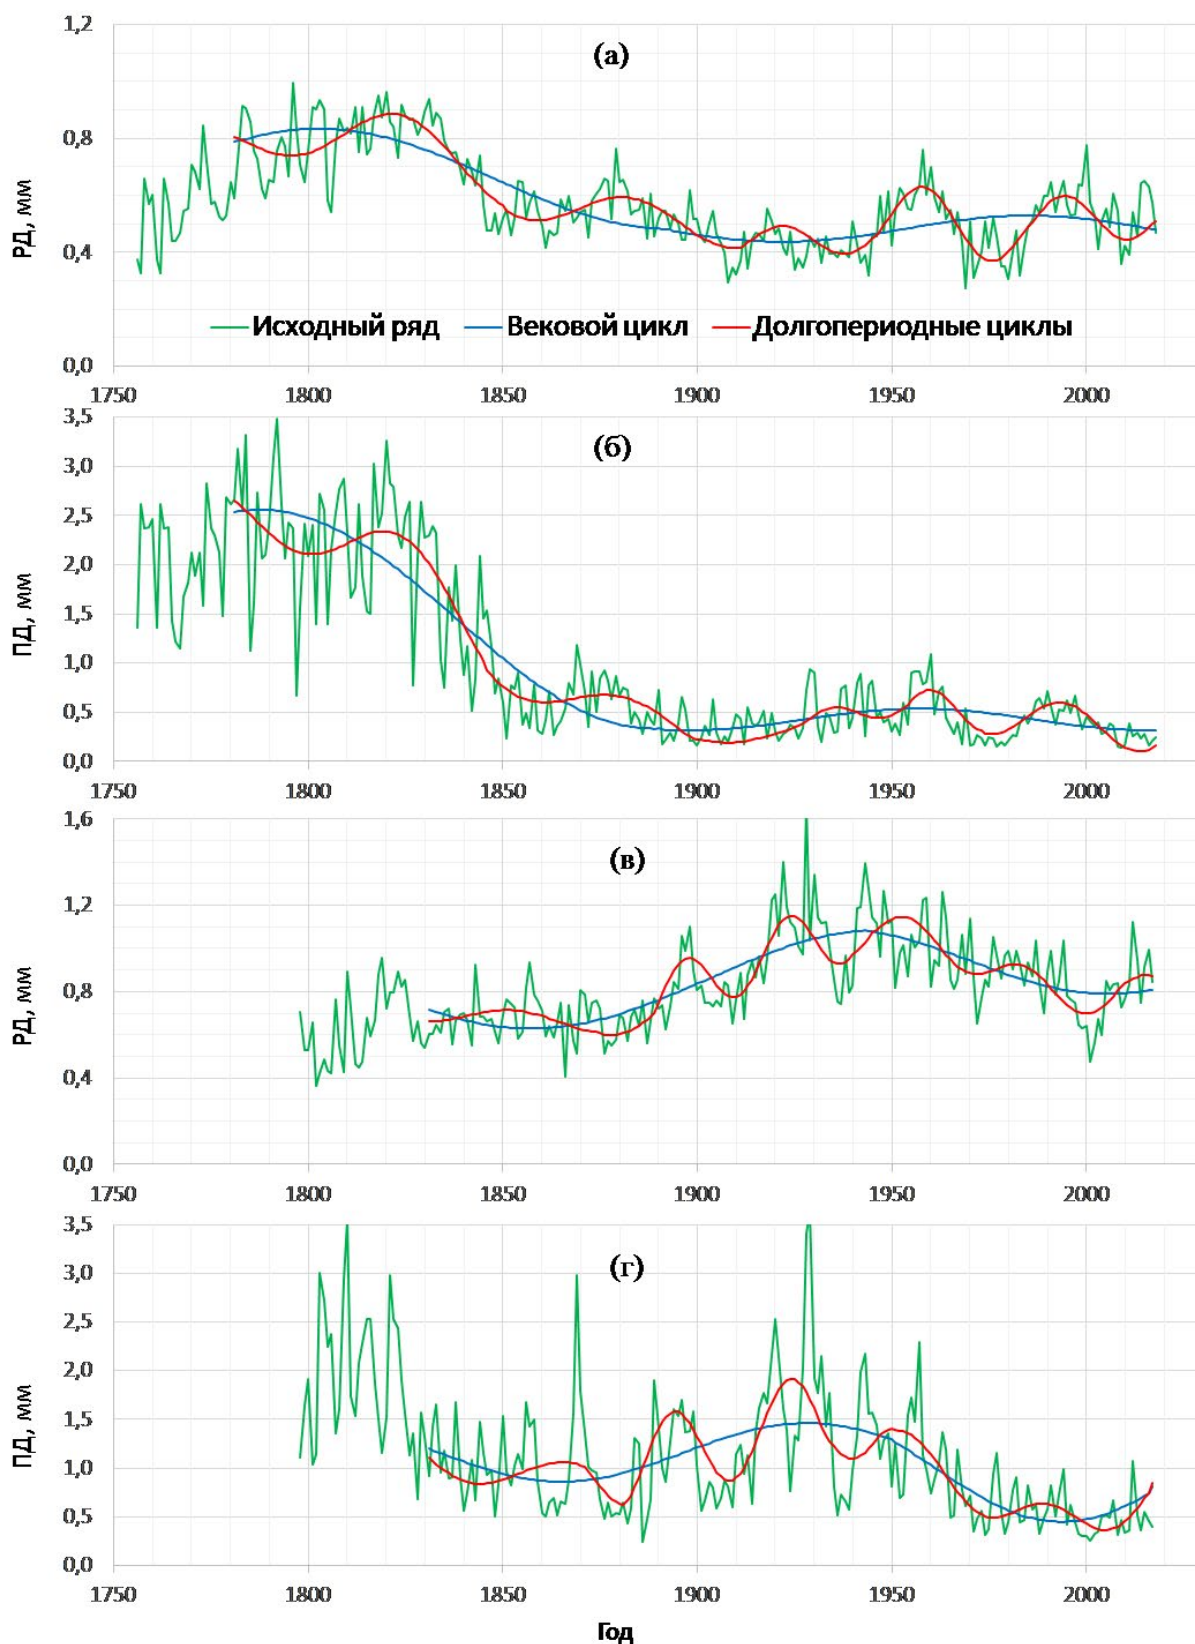 1,2
(а)
0,8
РД, мм
0,4
Исходный ряд Вековой цикл Долгопериодные циклы
0,0
1750 1800 1850 1900 1950 2000
3,5
(б)
3,0
2,5
2,0
ПД, мм
1,5
1,0
0,5
0,0
1750 1800 1850 1900 1950 2000
1,6
(в)
1,2
0,8
РД, мм
0,4
0,0
1750 1800 1850 1900 1950 2000
3,5
(г)
3,0
2,5
2,0
ПД, мм
1,5
1,0
0,5
0,0
1750 1800 1850 1900 1950 2000
Год